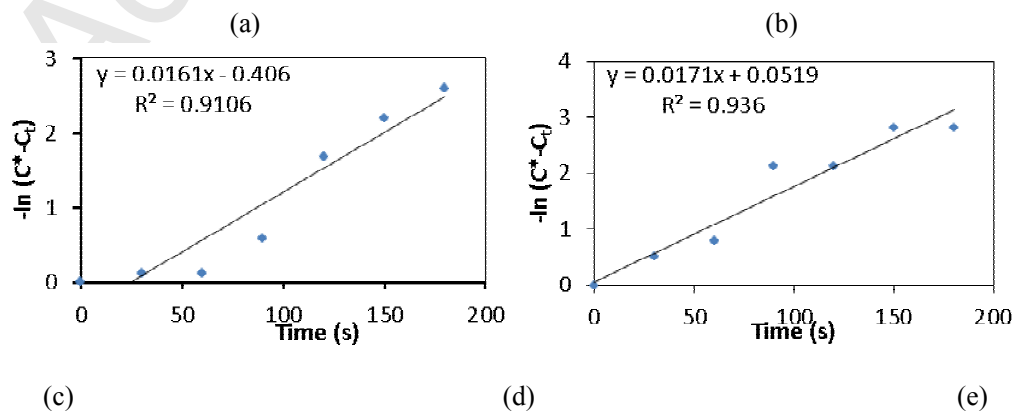 (a) (b)
y = 0.0161x - 0.406
R² = 0.9106
-ln (C*-Cₜ)
3
2
1
0
0 50 100 150 200
Time (s)
y = 0.0171x + 0.0519
R² = 0.936
-ln (C*-Cₜ)
4
3
2
1
0
0 50 100 150 200
Time (s)
(c) (d) (e)